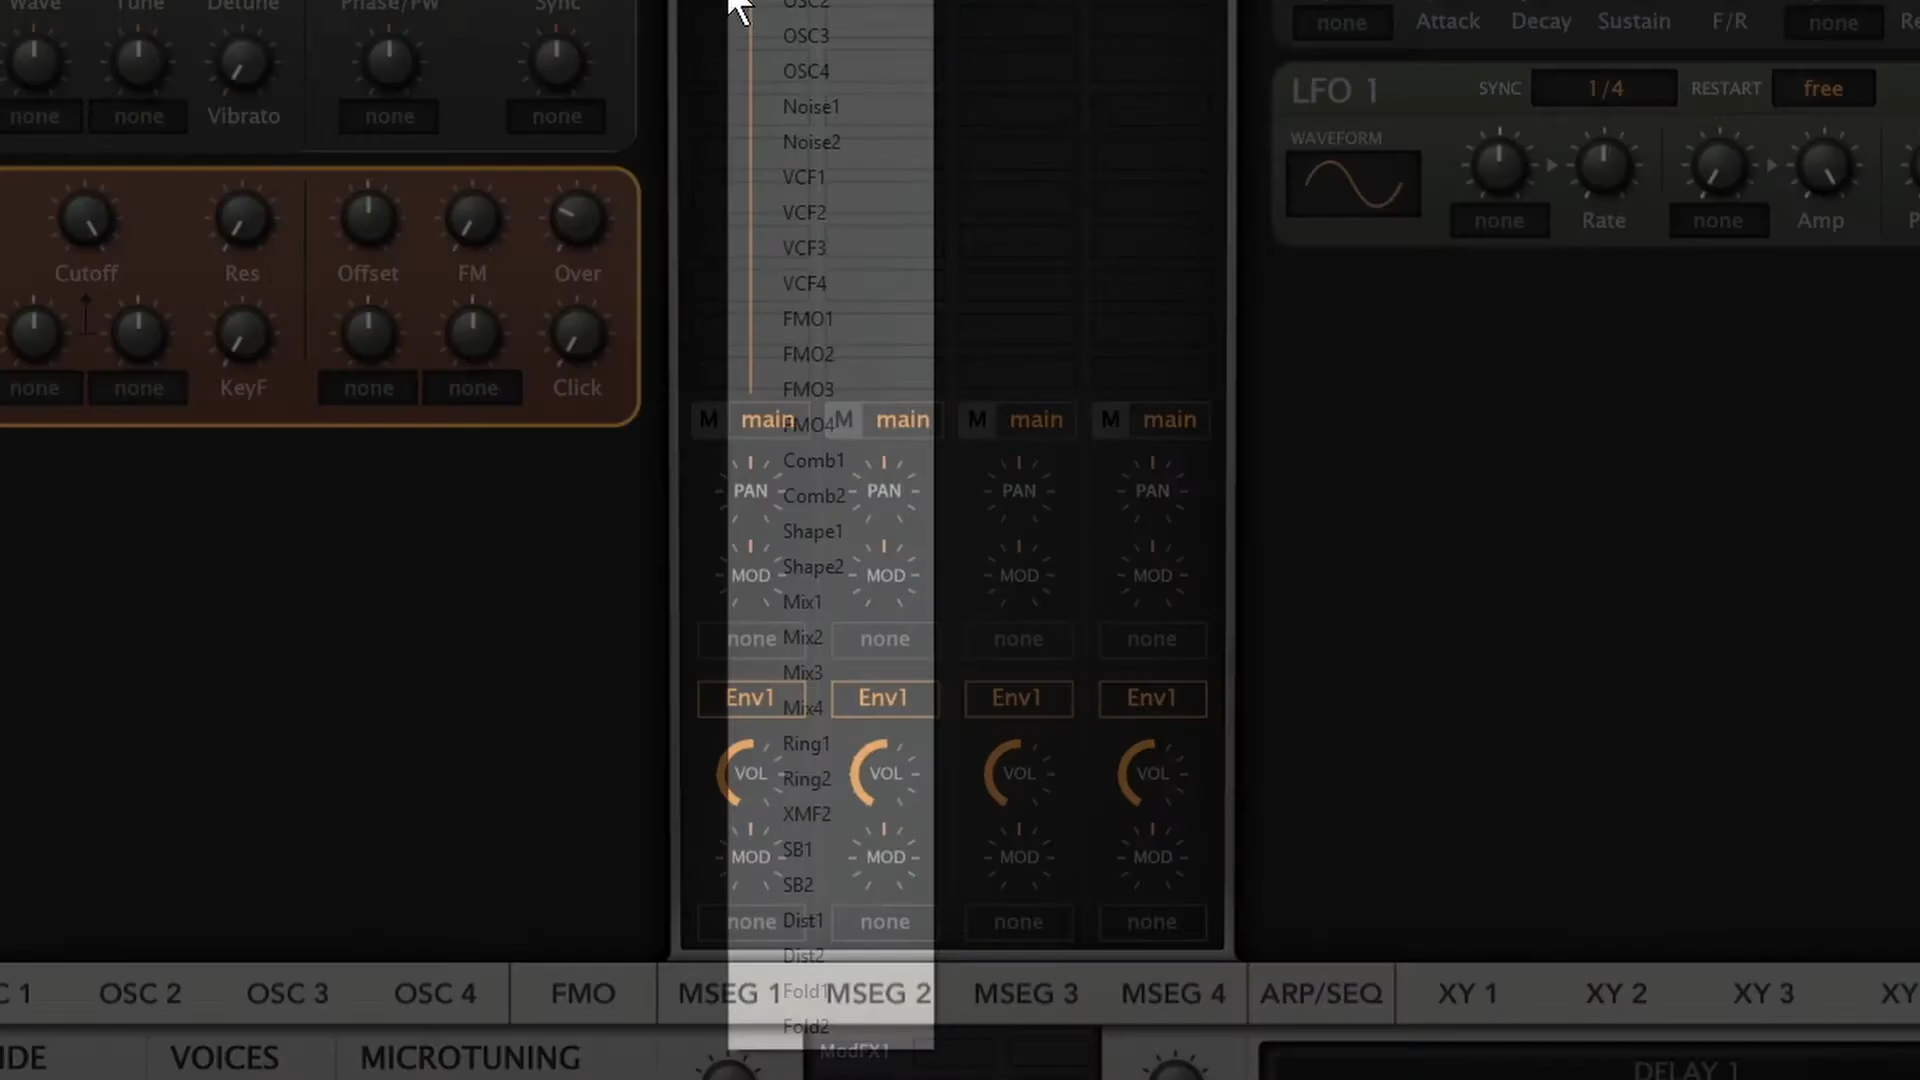 Wave Tune Detune Phase/PW Sync
none none Vibrato none none
Cutoff Res Offset FM Over
none none KeyF none none Click
OSC2
OSC3
OSC4
Noise1
Noise2
VCF1
VCF2
VCF3
VCF4
FMO1
FMO2
FMO3
FMO4
Comb1
Comb2
Shape1
Shape2
Mix1
Mix2
Mix3
Mix4
Ring1
Ring2
XMF2
SB1
SB2
Dist1
Dist2
Fold1
Fold2
M main M main M main M main
PAN PAN PAN PAN
MOD MOD MOD MOD
none none none none
Env1 Env1 Env1 Env1
VOL VOL VOL VOL
MOD MOD MOD MOD
none none none none
none Attack Decay Sustain F/R none
LFO 1 SYNC 1/4 RESTART free
WAVEFORM
none Rate none Amp
C 1 OSC 2 OSC 3 OSC 4 FMO MSEG 1 MSEG 2 MSEG 3 MSEG 4 ARP/SEQ XY 1 XY 2 XY 3 XY
IDE VOICES MICROTUNING ModFX1 DELAY 1